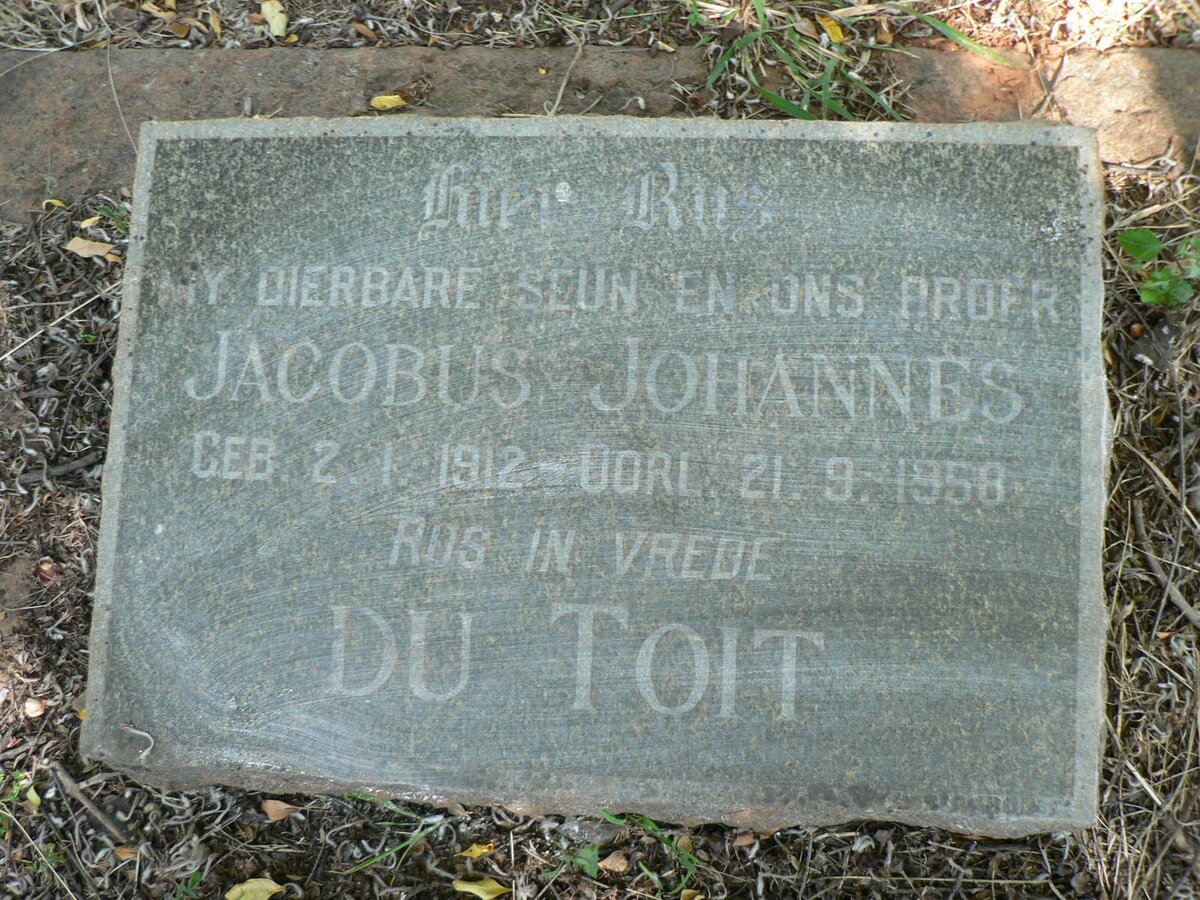 Hier Rus
MY DIERBARE SEUN EN ONS BROER
JACOBUS JOHANNES
GEB. 2. 1. 1912 - OORL. 21. 9. 1958
RUS IN VREDE
DU TOIT